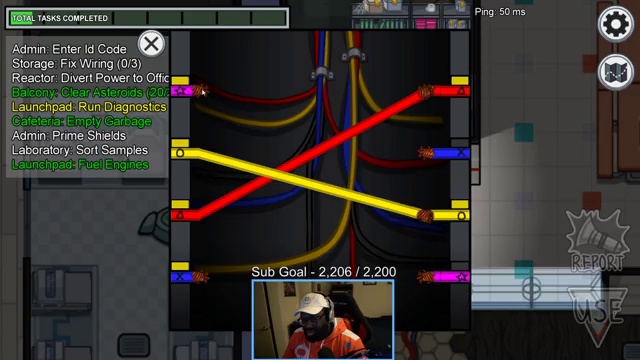 TOTAL TASKS COMPLETED
Ping: 50 ms
Admin: Enter Id Code
Storage: Fix Wiring (0/3)
Reactor: Divert Power to Offic
Balcony: Clear Asteroids (20/
Launchpad: Run Diagnostics
Cafeteria: Empty Garbage
Admin: Prime Shields
Laboratory: Sort Samples
Launchpad: Fuel Engines
REPORT
USE
Sub Goal - 2,206 / 2,200